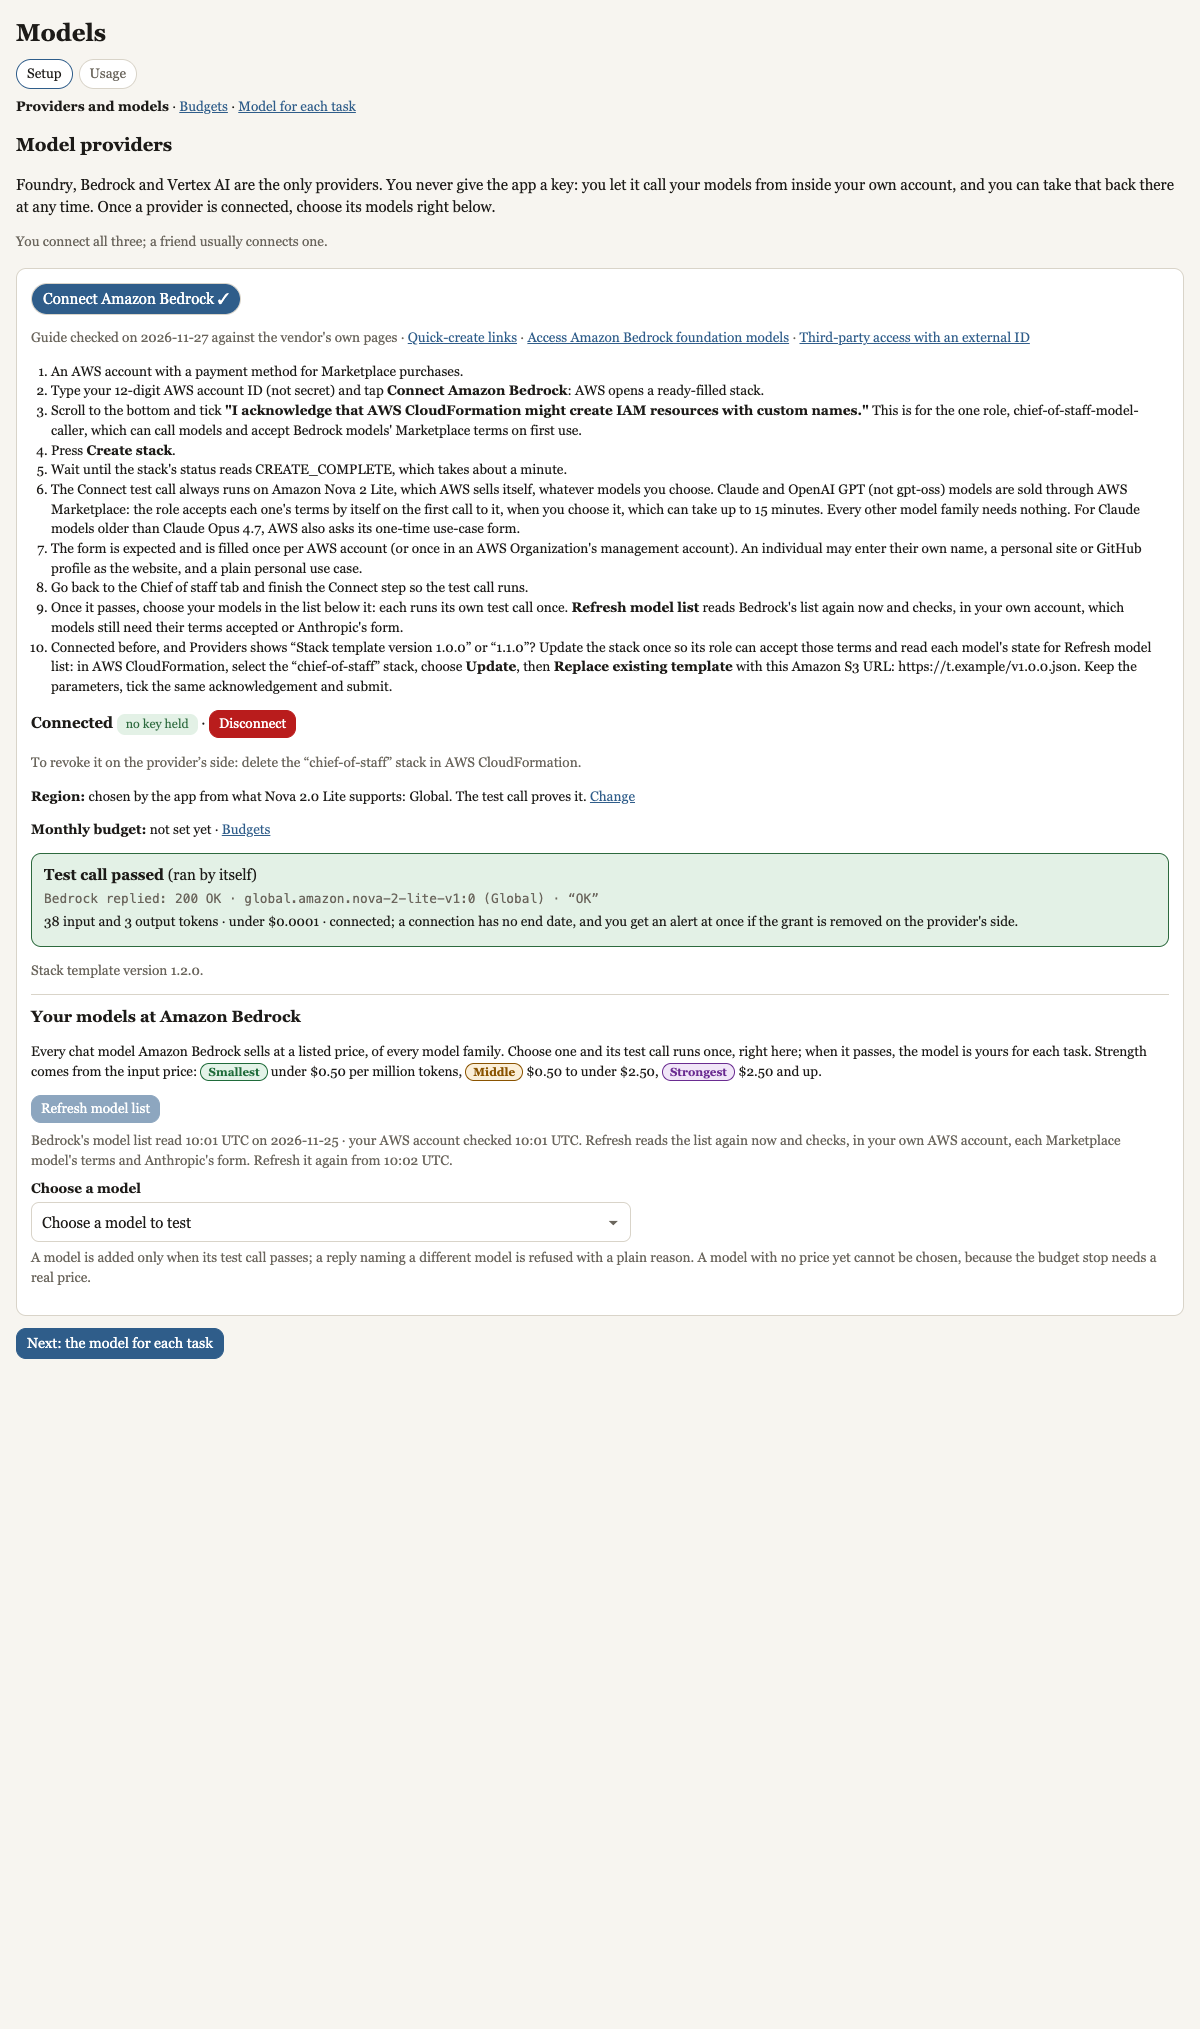 Models
Setup
Usage
Providers and models · Budgets · Model for each task
Model providers
Foundry, Bedrock and Vertex AI are the only providers. You never give the app a key: you let it call your models from inside your own account, and you can take that back there
at any time. Once a provider is connected, choose its models right below.
You connect all three; a friend usually connects one.
Connect Amazon Bedrock ✓
Guide checked on 2026-11-27 against the vendor's own pages · Quick-create links · Access Amazon Bedrock foundation models · Third-party access with an external ID
1. An AWS account with a payment method for Marketplace purchases.
2. Type your 12-digit AWS account ID (not secret) and tap Connect Amazon Bedrock: AWS opens a ready-filled stack.
3. Scroll to the bottom and tick "I acknowledge that AWS CloudFormation might create IAM resources with custom names." This is for the one role, chief-of-staff-model-
caller, which can call models and accept Bedrock models' Marketplace terms on first use.
4. Press Create stack.
5. Wait until the stack's status reads CREATE_COMPLETE, which takes about a minute.
6. The Connect test call always runs on Amazon Nova 2 Lite, which AWS sells itself, whatever models you choose. Claude and OpenAI GPT (not gpt-oss) models are sold through AWS
Marketplace: the role accepts each one's terms by itself on the first call to it, when you choose it, which can take up to 15 minutes. Every other model family needs nothing. For Claude
models older than Claude Opus 4.7, AWS also asks its one-time use-case form.
7. The form is expected and is filled once per AWS account (or once in an AWS Organization's management account). An individual may enter their own name, a personal site or GitHub
profile as the website, and a plain personal use case.
8. Go back to the Chief of staff tab and finish the Connect step so the test call runs.
9. Once it passes, choose your models in the list below it: each runs its own test call once. Refresh model list reads Bedrock's list again now and checks, in your own account, which
models still need their terms accepted or Anthropic's form.
10. Connected before, and Providers shows “Stack template version 1.0.0” or “1.1.0”? Update the stack once so its role can accept those terms and read each model's state for Refresh model
list: in AWS CloudFormation, select the “chief-of-staff” stack, choose Update, then Replace existing template with this Amazon S3 URL: https://t.example/v1.0.0.json. Keep the
parameters, tick the same acknowledgement and submit.
Connected no key held · Disconnect
To revoke it on the provider's side: delete the “chief-of-staff” stack in AWS CloudFormation.
Region: chosen by the app from what Nova 2.0 Lite supports: Global. The test call proves it. Change
Monthly budget: not set yet · Budgets
Test call passed (ran by itself)
Bedrock replied: 200 OK · global.amazon.nova-2-lite-v1:0 (Global) · “OK”
38 input and 3 output tokens · under $0.0001 · connected; a connection has no end date, and you get an alert at once if the grant is removed on the provider's side.
Stack template version 1.2.0.
Your models at Amazon Bedrock
Every chat model Amazon Bedrock sells at a listed price, of every model family. Choose one and its test call runs once, right here; when it passes, the model is yours for each task. Strength
comes from the input price: Smallest under $0.50 per million tokens, Middle $0.50 to under $2.50, Strongest $2.50 and up.
Refresh model list
Bedrock's model list read 10:01 UTC on 2026-11-25 · your AWS account checked 10:01 UTC. Refresh reads the list again now and checks, in your own AWS account, each Marketplace
model's terms and Anthropic's form. Refresh it again from 10:02 UTC.
Choose a model
Choose a model to test
A model is added only when its test call passes; a reply naming a different model is refused with a plain reason. A model with no price yet cannot be chosen, because the budget stop needs a
real price.
Next: the model for each task